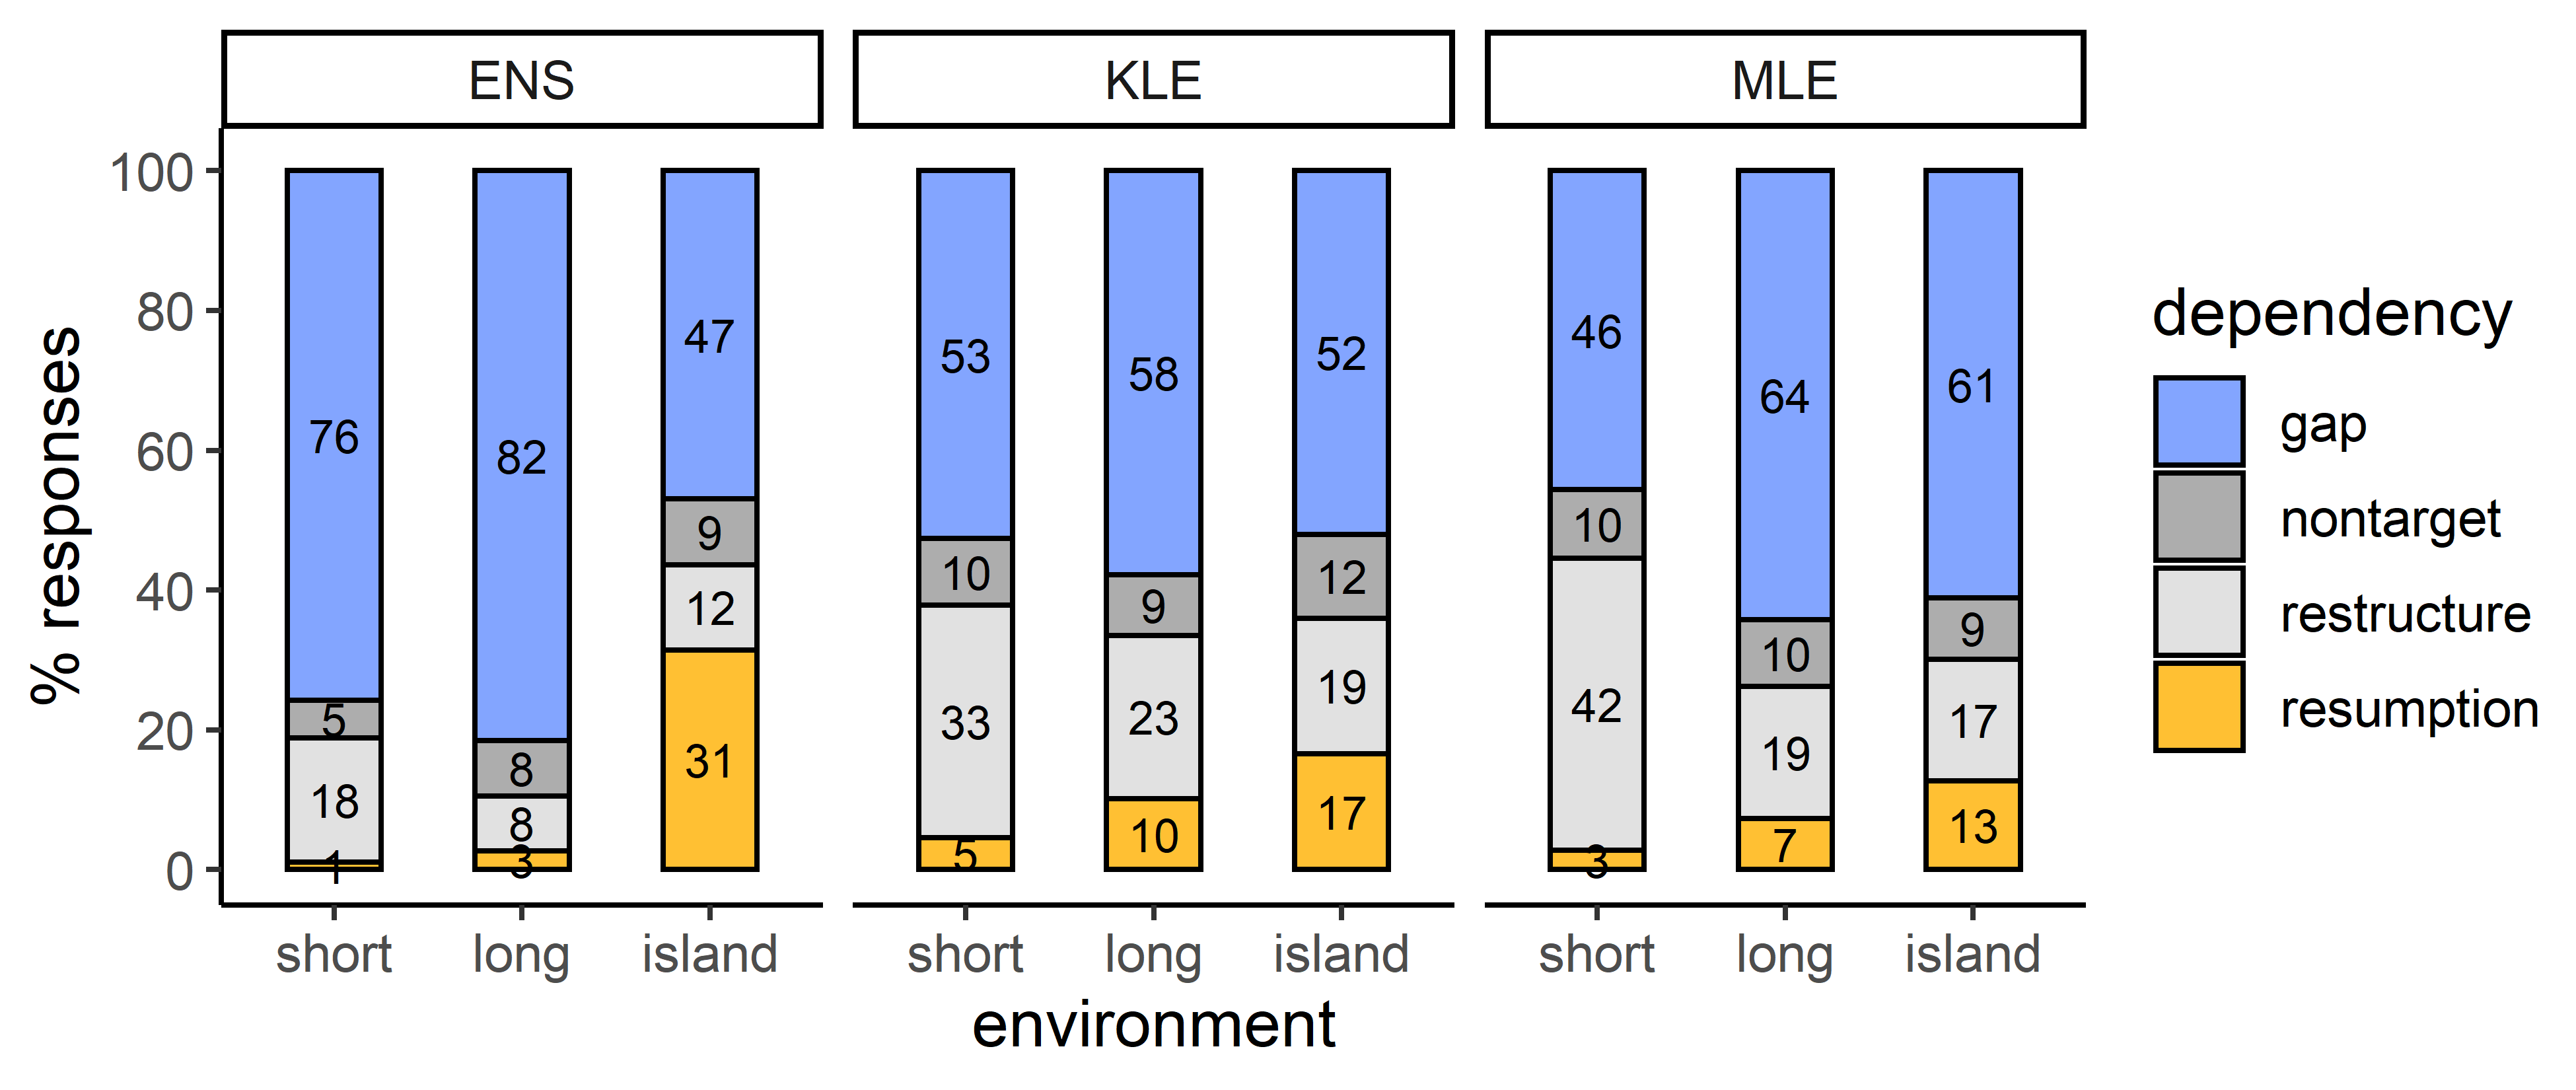 ENS KLE MLE
100
80
60
40
20
0
% responses
76 5 18 1
82 8 8 3
47 9 12 31
53 10 33 5
58 9 23 10
52 12 19 17
46 10 42 3
64 10 19 7
61 9 17 13
short long island short long island short long island
environment
dependency
gap
nontarget
restructure
resumption